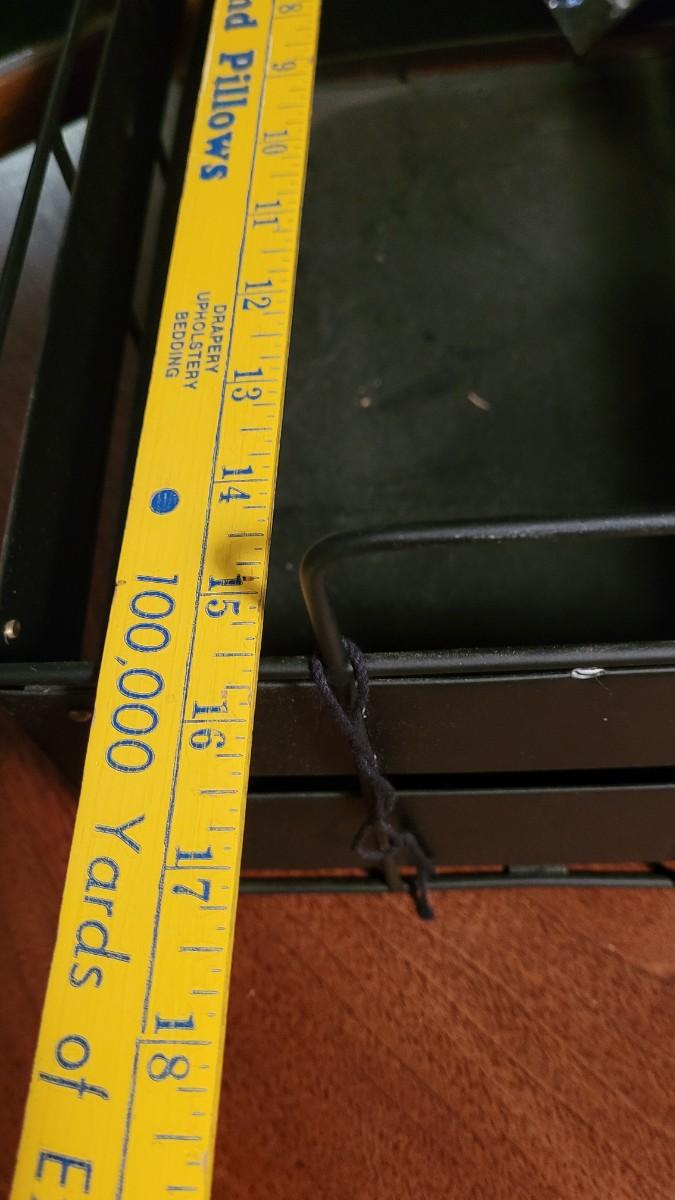 nd Pillows
DRAPERY
UPHOLSTERY
BEDDING
100,000 Yards of
8 9 10 11 12 13 14 15 16 17 18